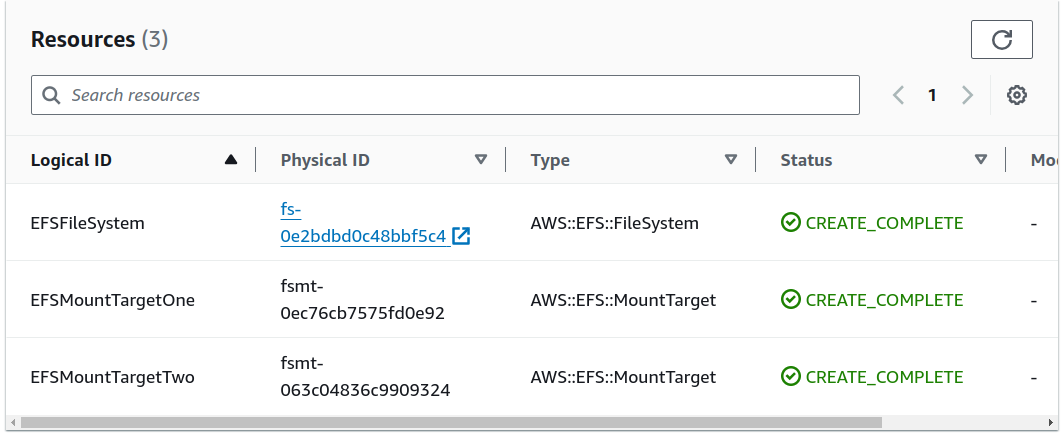 Resources (3)
Search resources
1
Logical ID Physical ID Type Status Mo
EFSFileSystem fs-0e2bdbd0c48bbf5c4 AWS::EFS::FileSystem CREATE_COMPLETE -
EFSMountTargetOne fsmt-0ec76cb7575fd0e92 AWS::EFS::MountTarget CREATE_COMPLETE -
EFSMountTargetTwo fsmt-063c04836c9909324 AWS::EFS::MountTarget CREATE_COMPLETE -